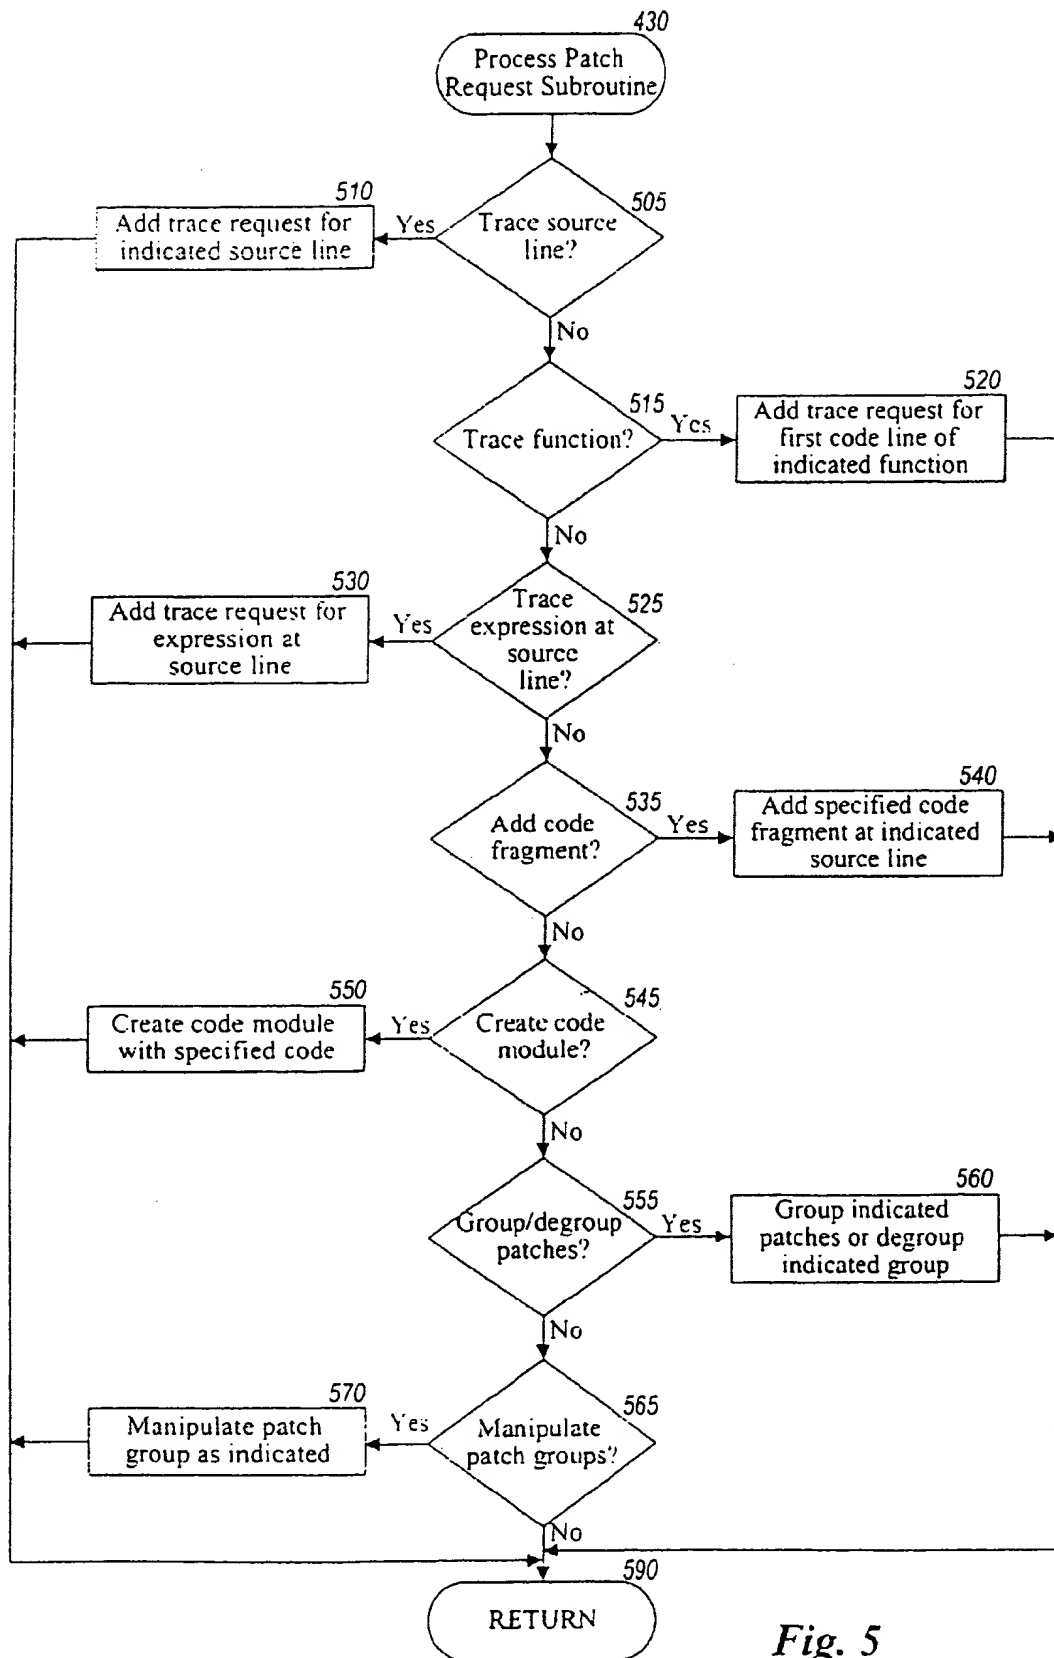 430
Process Patch
Request Subroutine
510
505
Add trace request for
indicated source line
Yes
Trace source
line?
No
515
520
Trace function?
Yes
Add trace request for
first code line of
indicated function
No
530
525
Add trace request for
expression at
source line
Yes
Trace
expression at
source
line?
No
535
540
Add code
fragment?
Yes
Add specified code
fragment at indicated
source line
No
550
545
Create code module
with specified code
Yes
Create code
module?
No
555
560
Group/degroup
patches?
Yes
Group indicated
patches or degroup
indicated group
No
570
565
Manipulate patch
group as indicated
Yes
Manipulate
patch groups?
No
590
RETURN
Fig. 5